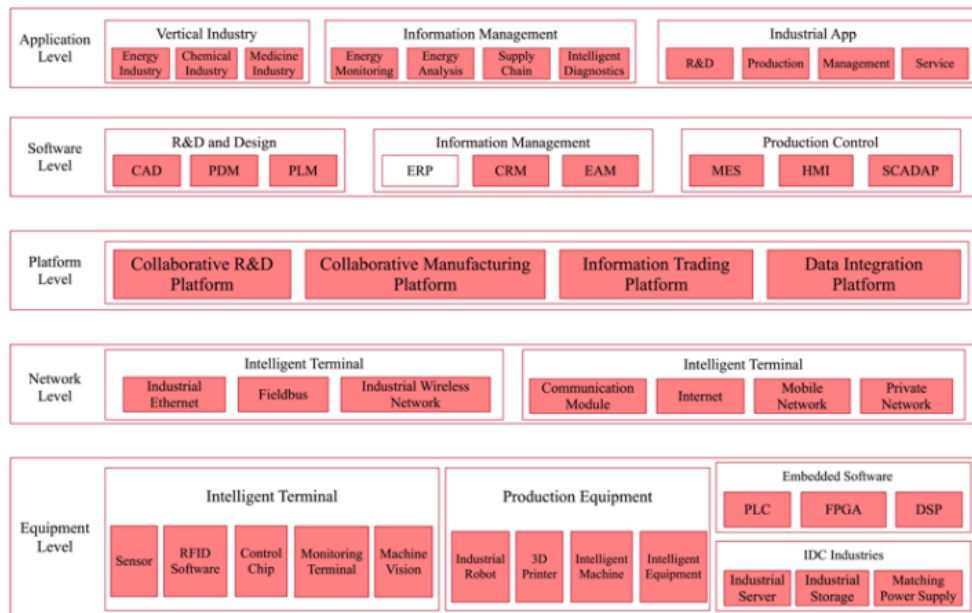 Application
Level
Vertical Industry
Energy
Industry
Chemical
Industry
Medicine
Industry
Information Management
Energy
Monitoring
Energy
Analysis
Supply
Chain
Intelligent
Diagnostics
Industrial App
R&D
Production
Management
Service
Software
Level
R&D and Design
CAD
PDM
PLM
Information Management
ERP
CRM
EAM
Production Control
MES
HMI
SCADAP
Platform
Level
Collaborative R&D
Platform
Collaborative Manufacturing
Platform
Information Trading
Platform
Data Integration
Platform
Network
Level
Intelligent Terminal
Industrial
Ethernet
Fieldbus
Industrial Wireless
Network
Intelligent Terminal
Communication
Module
Internet
Mobile
Network
Private
Network
Equipment
Level
Intelligent Terminal
Sensor
RFID
Software
Control
Chip
Monitoring
Terminal
Machine
Vision
Production Equipment
Industrial
Robot
3D
Printer
Intelligent
Machine
Intelligent
Equipment
Embedded Software
PLC
FPGA
DSP
IDC Industries
Industrial
Server
Industrial
Storage
Matching
Power Supply